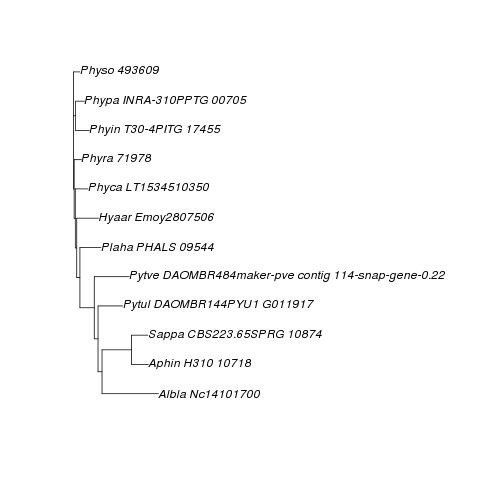 Physo 493609
Phypa INRA-310PPTG 00705
Phyin T30-4PITG 17455
Phyra 71978
Phyca LT1534510350
Hyaar Emoy2807506
Plaha PHALS 09544
Pytve DAOMBR484maker-pve contig 114-snap-gene-0.22
Pytul DAOMBR144PYU1 G011917
Sappa CBS223.65SPRG 10874
Aphin H310 10718
Albla Nc14101700